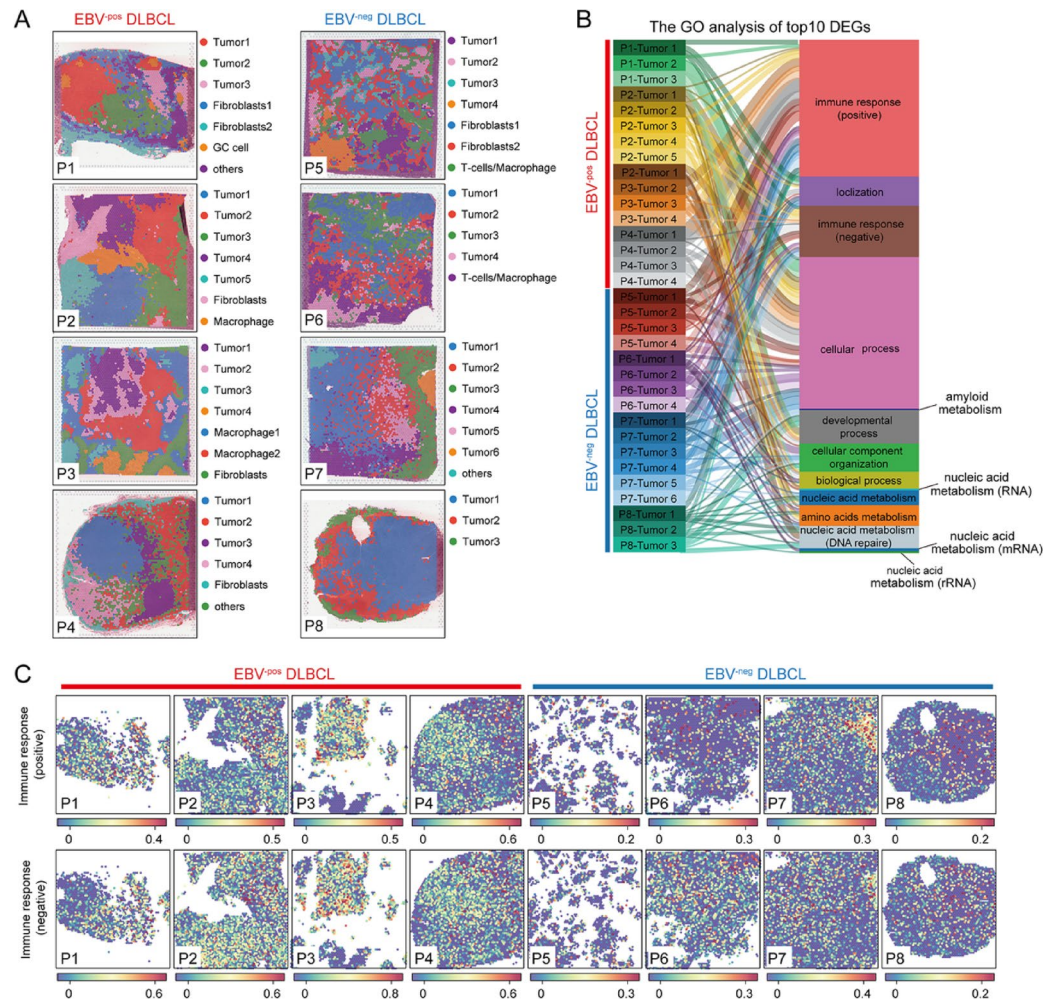 A
EBV-pos DLBCL
EBV-neg DLBCL
P1
Tumor1
Tumor2
Tumor3
Fibroblasts1
Fibroblasts2
GC cell
others
P5
Tumor1
Tumor2
Tumor3
Tumor4
Fibroblasts1
Fibroblasts2
T-cells/Macrophage
P2
Tumor1
Tumor2
Tumor3
Tumor4
Tumor5
Fibroblasts
Macrophage
P6
Tumor1
Tumor2
Tumor3
Tumor4
T-cells/Macrophage
P3
Tumor1
Tumor2
Tumor3
Tumor4
Macrophage1
Macrophage2
Fibroblasts
P7
Tumor1
Tumor2
Tumor3
Tumor4
Tumor5
Tumor6
others
P4
Tumor1
Tumor2
Tumor3
Tumor4
Fibroblasts
others
P8
Tumor1
Tumor2
Tumor3
B
The GO analysis of top10 DEGs
EBV-pos DLBCL
EBV-neg DLBCL
P1-Tumor 1
P1-Tumor 2
P1-Tumor 3
P2-Tumor 1
P2-Tumor 2
P2-Tumor 3
P2-Tumor 4
P2-Tumor 5
P2-Tumor 1
P3-Tumor 2
P3-Tumor 3
P3-Tumor 4
P4-Tumor 1
P4-Tumor 2
P4-Tumor 3
P4-Tumor 4
P5-Tumor 1
P5-Tumor 2
P5-Tumor 3
P5-Tumor 4
P6-Tumor 1
P6-Tumor 2
P6-Tumor 3
P6-Tumor 4
P7-Tumor 1
P7-Tumor 2
P7-Tumor 3
P7-Tumor 4
P7-Tumor 5
P7-Tumor 6
P8-Tumor 1
P8-Tumor 2
P8-Tumor 3
immune response
(positive)
loclization
immune response
(negative)
cellular process
amyloid
metabolism
developmental
process
cellular component
organization
biological process
nucleic acid
metabolism (RNA)
nucleic acid metabolism
amino acids metabolism
nucleic acid metabolism
(DNA repaire)
nucleic acid
metabolism (mRNA)
nucleic acid
metabolism (rRNA)
C
EBV-pos DLBCL
EBV-neg DLBCL
Immune response
(positive)
P1
P2
P3
P4
P5
P6
P7
P8
0 0.4
0 0.5
0 0.5
0 0.6
0 0.2
0 0.3
0 0.4
0 0.2
Immune response
(negative)
P1
P2
P3
P4
P5
P6
P7
P8
0 0.6
0 0.6
0 0.8
0 0.6
0 0.3
0 0.3
0 0.3
0 0.2